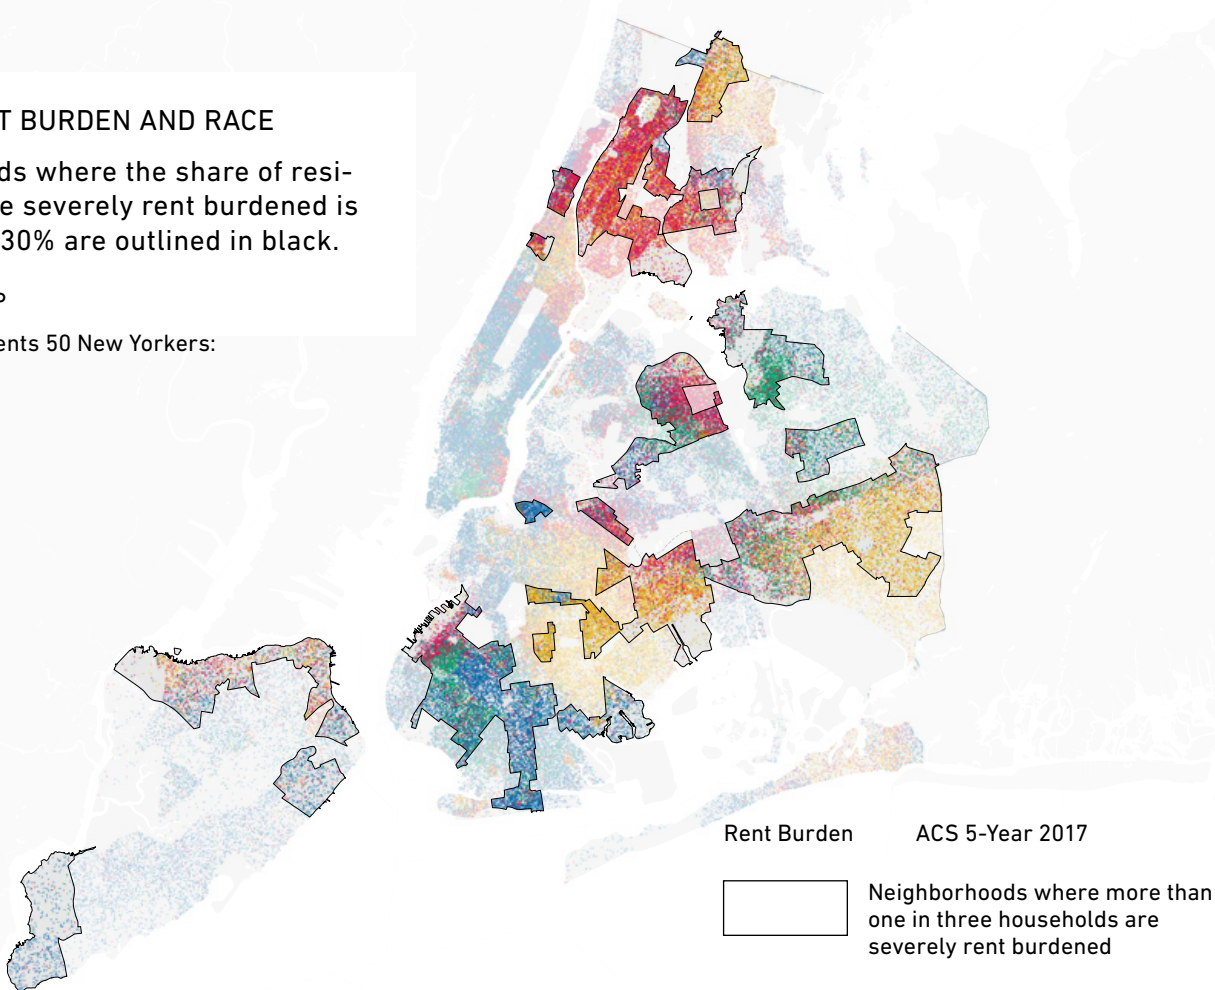 T BURDEN AND RACE
ds where the share of resi-
e severely rent burdened is
30% are outlined in black.
P
ents 50 New Yorkers:
Rent Burden ACS 5-Year 2017
Neighborhoods where more than
one in three households are
severely rent burdened